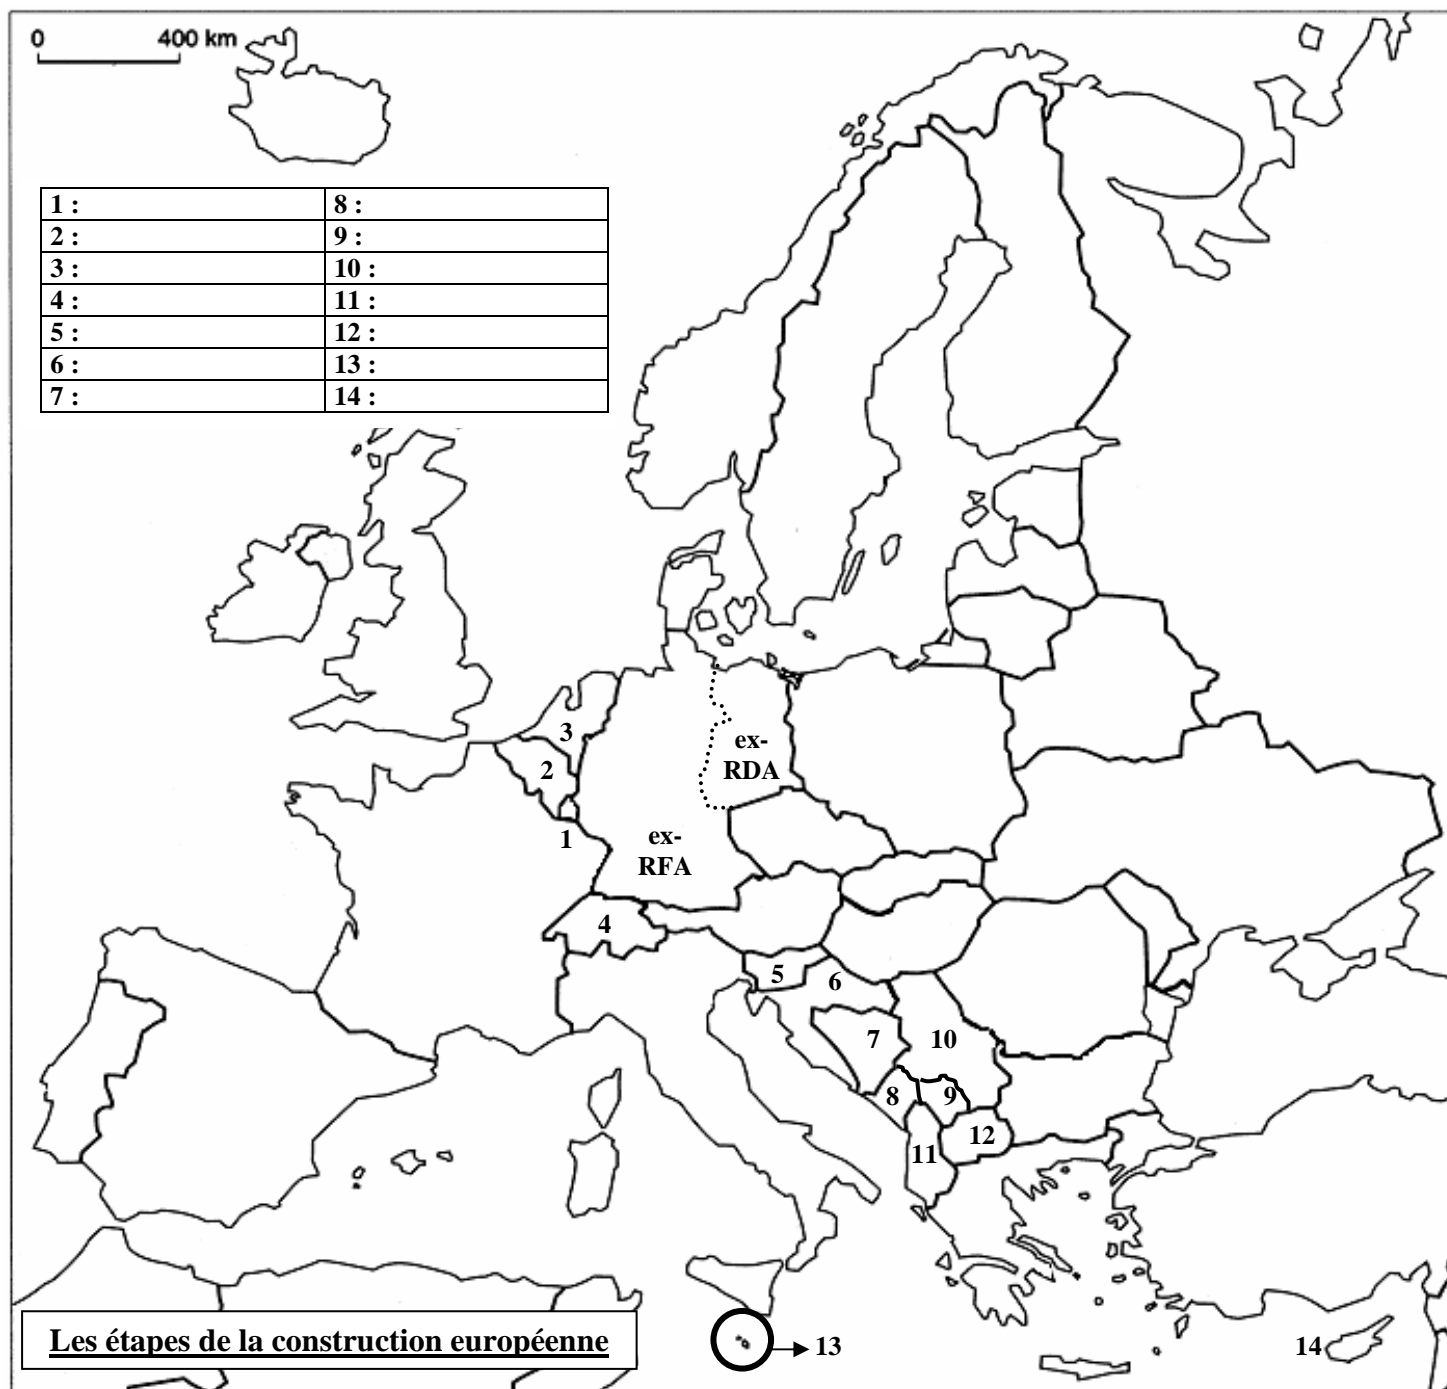 0 400 km
1 : 8 :
2 : 9 :
3 : 10 :
4 : 11 :
5 : 12 :
6 : 13 :
7 : 14 :
3
ex-
RDA
2
1
ex-
RFA
4
5
6
7
10
8
9
12
11
Les étapes de la construction européenne
13
14